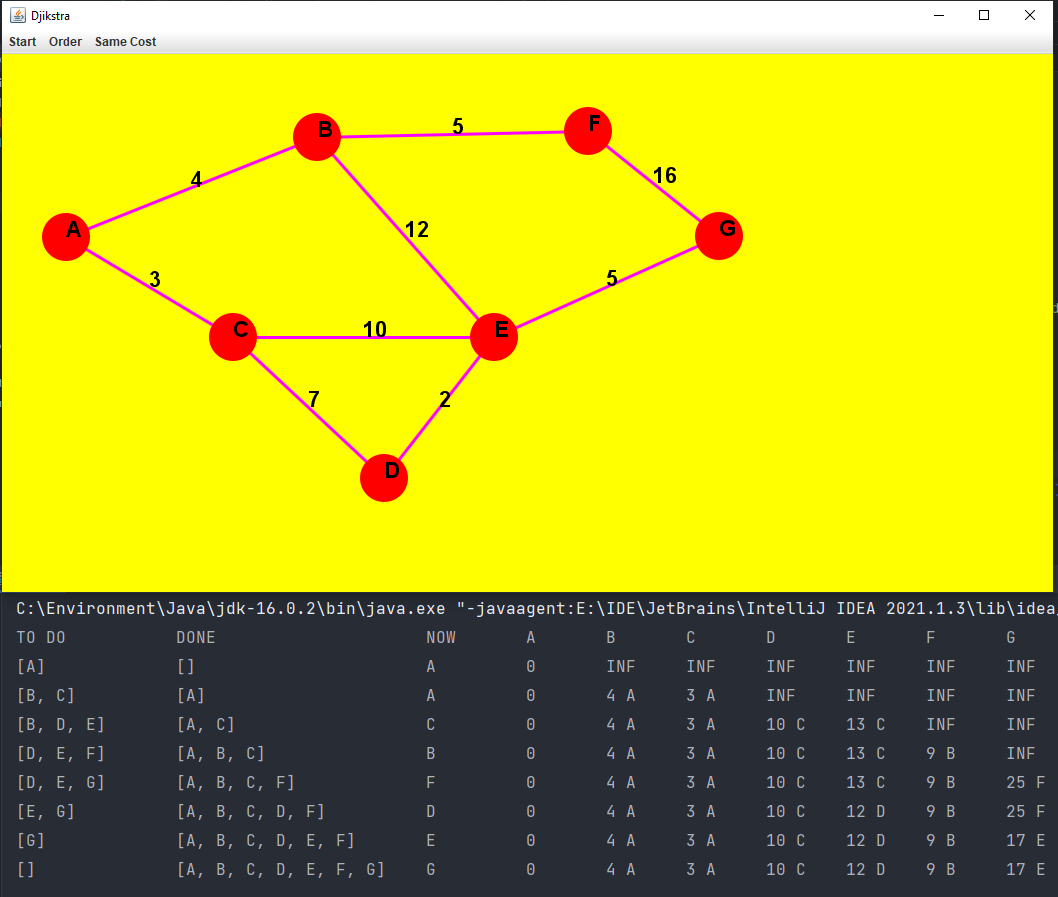 Djikstra
Start Order Same Cost
B 5 F
4 16
12
A G
3 5
C 10 E
7 2
D
C:\Environment\Java\jdk-16.0.2\bin\java.exe "-javaagent:E:\IDE\JetBrains\IntelliJ IDEA 2021.1.3\lib\idea_
TO DO DONE NOW A B C D E F G
[A] [] A 0 INF INF INF INF INF INF
[B, C] [A] A 0 4 A 3 A INF INF INF INF
[B, D, E] [A, C] C 0 4 A 3 A 10 C 13 C INF INF
[D, E, F] [A, B, C] B 0 4 A 3 A 10 C 13 C 9 B INF
[D, E, G] [A, B, C, F] F 0 4 A 3 A 10 C 13 C 9 B 25 F
[E, G] [A, B, C, D, F] D 0 4 A 3 A 10 C 12 D 9 B 25 F
[G] [A, B, C, D, E, F] E 0 4 A 3 A 10 C 12 D 9 B 17 E
[] [A, B, C, D, E, F, G] G 0 4 A 3 A 10 C 12 D 9 B 17 E